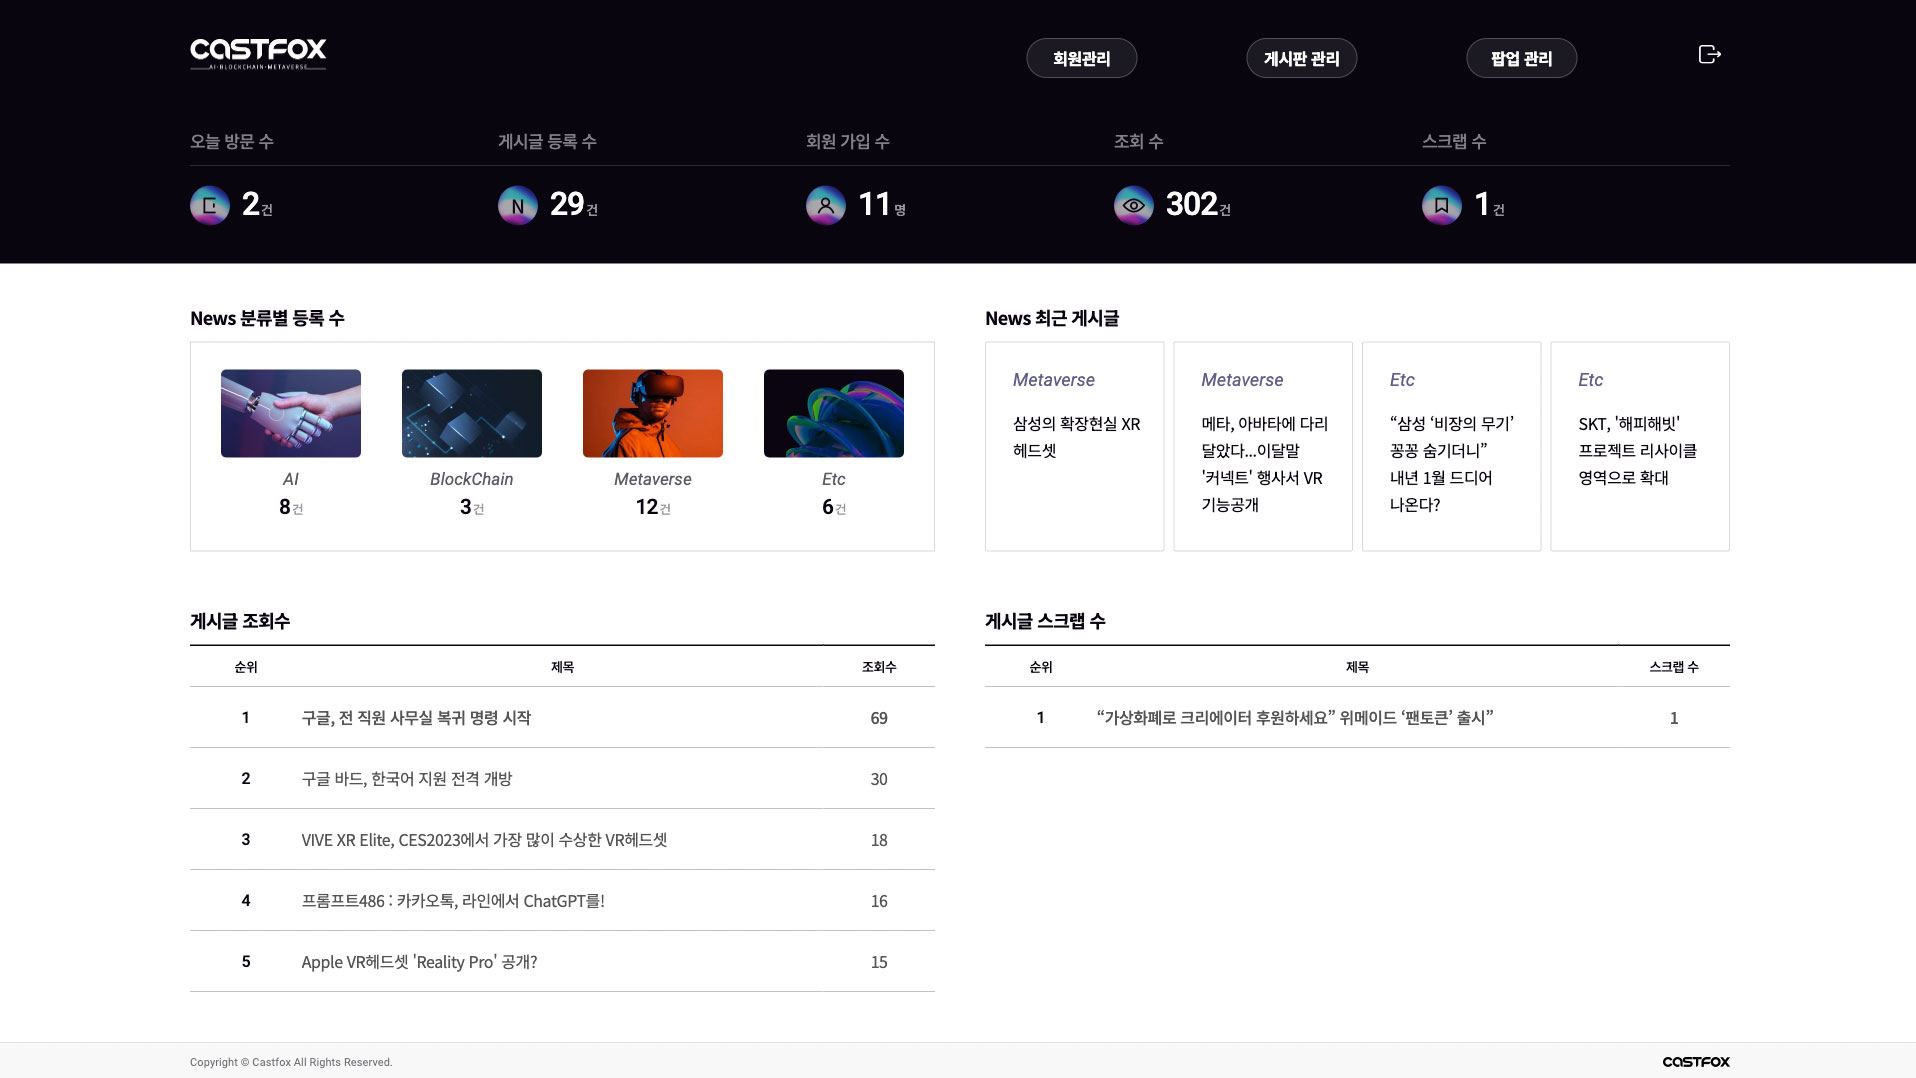 CASTFOX
AI·BLOCKCHAIN·METAVERSE
회원관리
게시판 관리
팝업 관리
오늘 방문 수
게시글 등록 수
회원 가입 수
조회 수
스크랩 수
2건
N 29건
11명
302건
1건
News 분류별 등록 수
AI
8건
BlockChain
3건
Metaverse
12건
Etc
6건
News 최근 게시글
Metaverse
삼성의 확장현실 XR
헤드셋
Metaverse
메타, 아바타에 다리
달았다...이달말
'커넥트' 행사서 VR
기능공개
Etc
“삼성 ‘비장의 무기’
꽁꽁 숨기더니”
내년 1월 드디어
나온다?
Etc
SKT, '해피해빗'
프로젝트 리사이클
영역으로 확대
게시글 조회수
순위 제목 조회수
1 구글, 전 직원 사무실 복귀 명령 시작 69
2 구글 바드, 한국어 지원 전격 개방 30
3 VIVE XR Elite, CES2023에서 가장 많이 수상한 VR헤드셋 18
4 프롬프트486 : 카카오톡, 라인에서 ChatGPT를! 16
5 Apple VR헤드셋 'Reality Pro' 공개? 15
게시글 스크랩 수
순위 제목 스크랩 수
1 “가상화폐로 크리에이터 후원하세요” 위메이드 ‘팬토큰’ 출시” 1
Copyright © Castfox All Rights Reserved.
CASTFOX